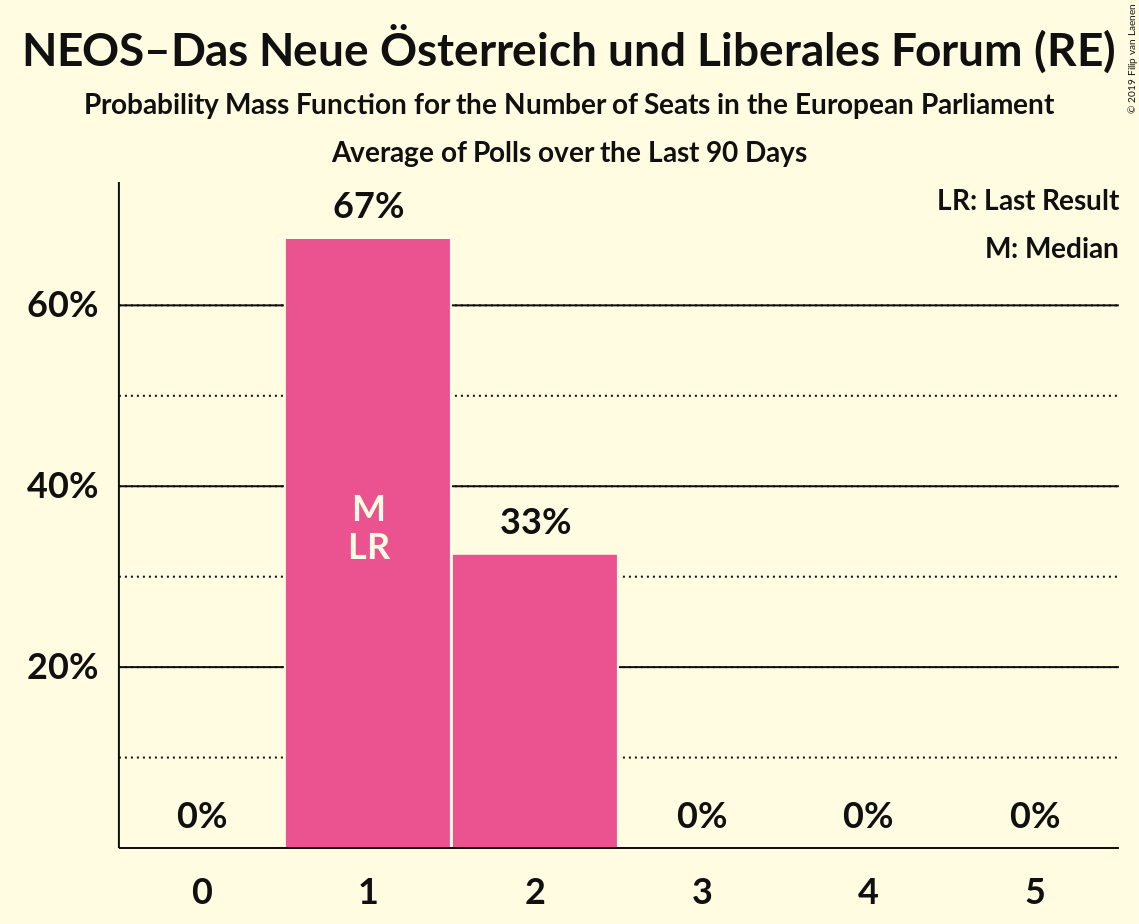 NEOS–Das Neue Österreich und Liberales Forum (RE)
Probability Mass Function for the Number of Seats in the European Parliament
Average of Polls over the Last 90 Days
© 2019 Filip van Laenen
LR: Last Result
M: Median
67%
60%
40%
M
LR
33%
20%
0%
0%
0%
0%
0
1
2
3
4
5